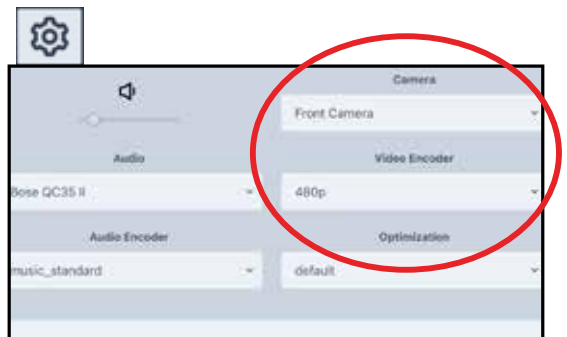 Camera
Front Camera
Audio
Video Encoder
Bose QC35 II
480p
Audio Encoder
Optimization
music_standard
default